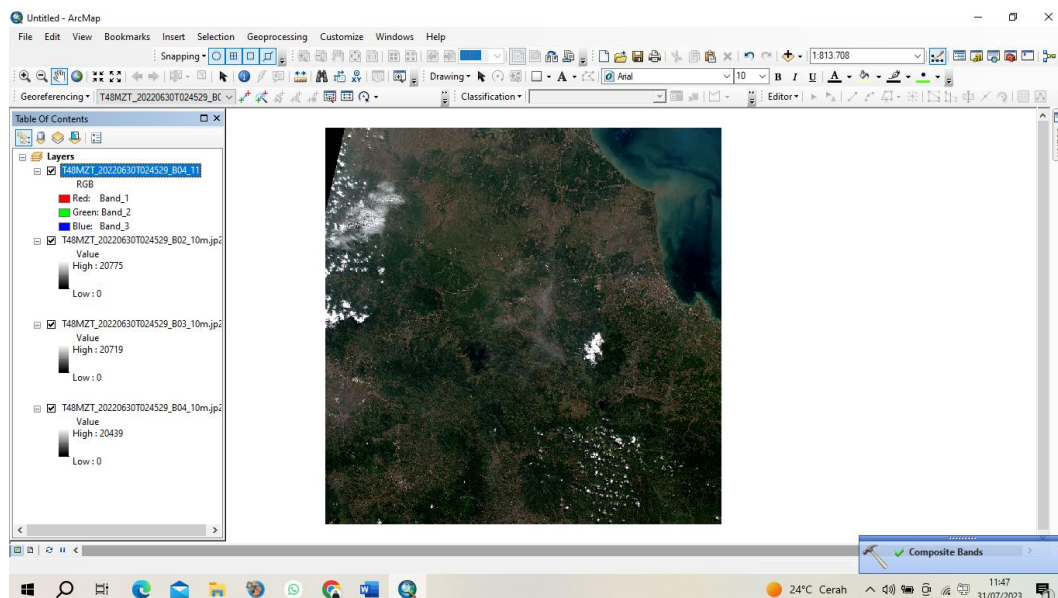 Untitled - ArcMap
File Edit View Bookmarks Insert Selection Geoprocessing Customize Windows Help
Snapping 1:813.708
Drawing A Arial 10 B I U A
Georeferencing T48MZT_20220630T024529_B0 Classification Editor
Table Of Contents
Layers
T48MZT_20220630T024529_B04_11
RGB
Red: Band_1
Green: Band_2
Blue: Band_3
T48MZT_20220630T024529_B02_10m.jp2
Value
High : 20775
Low : 0
T48MZT_20220630T024529_B03_10m.jp2
Value
High : 20719
Low : 0
T48MZT_20220630T024529_B04_10m.jp2
Value
High : 20439
Low : 0
Composite Bands
24°C Cerah 11:47
31/07/2023